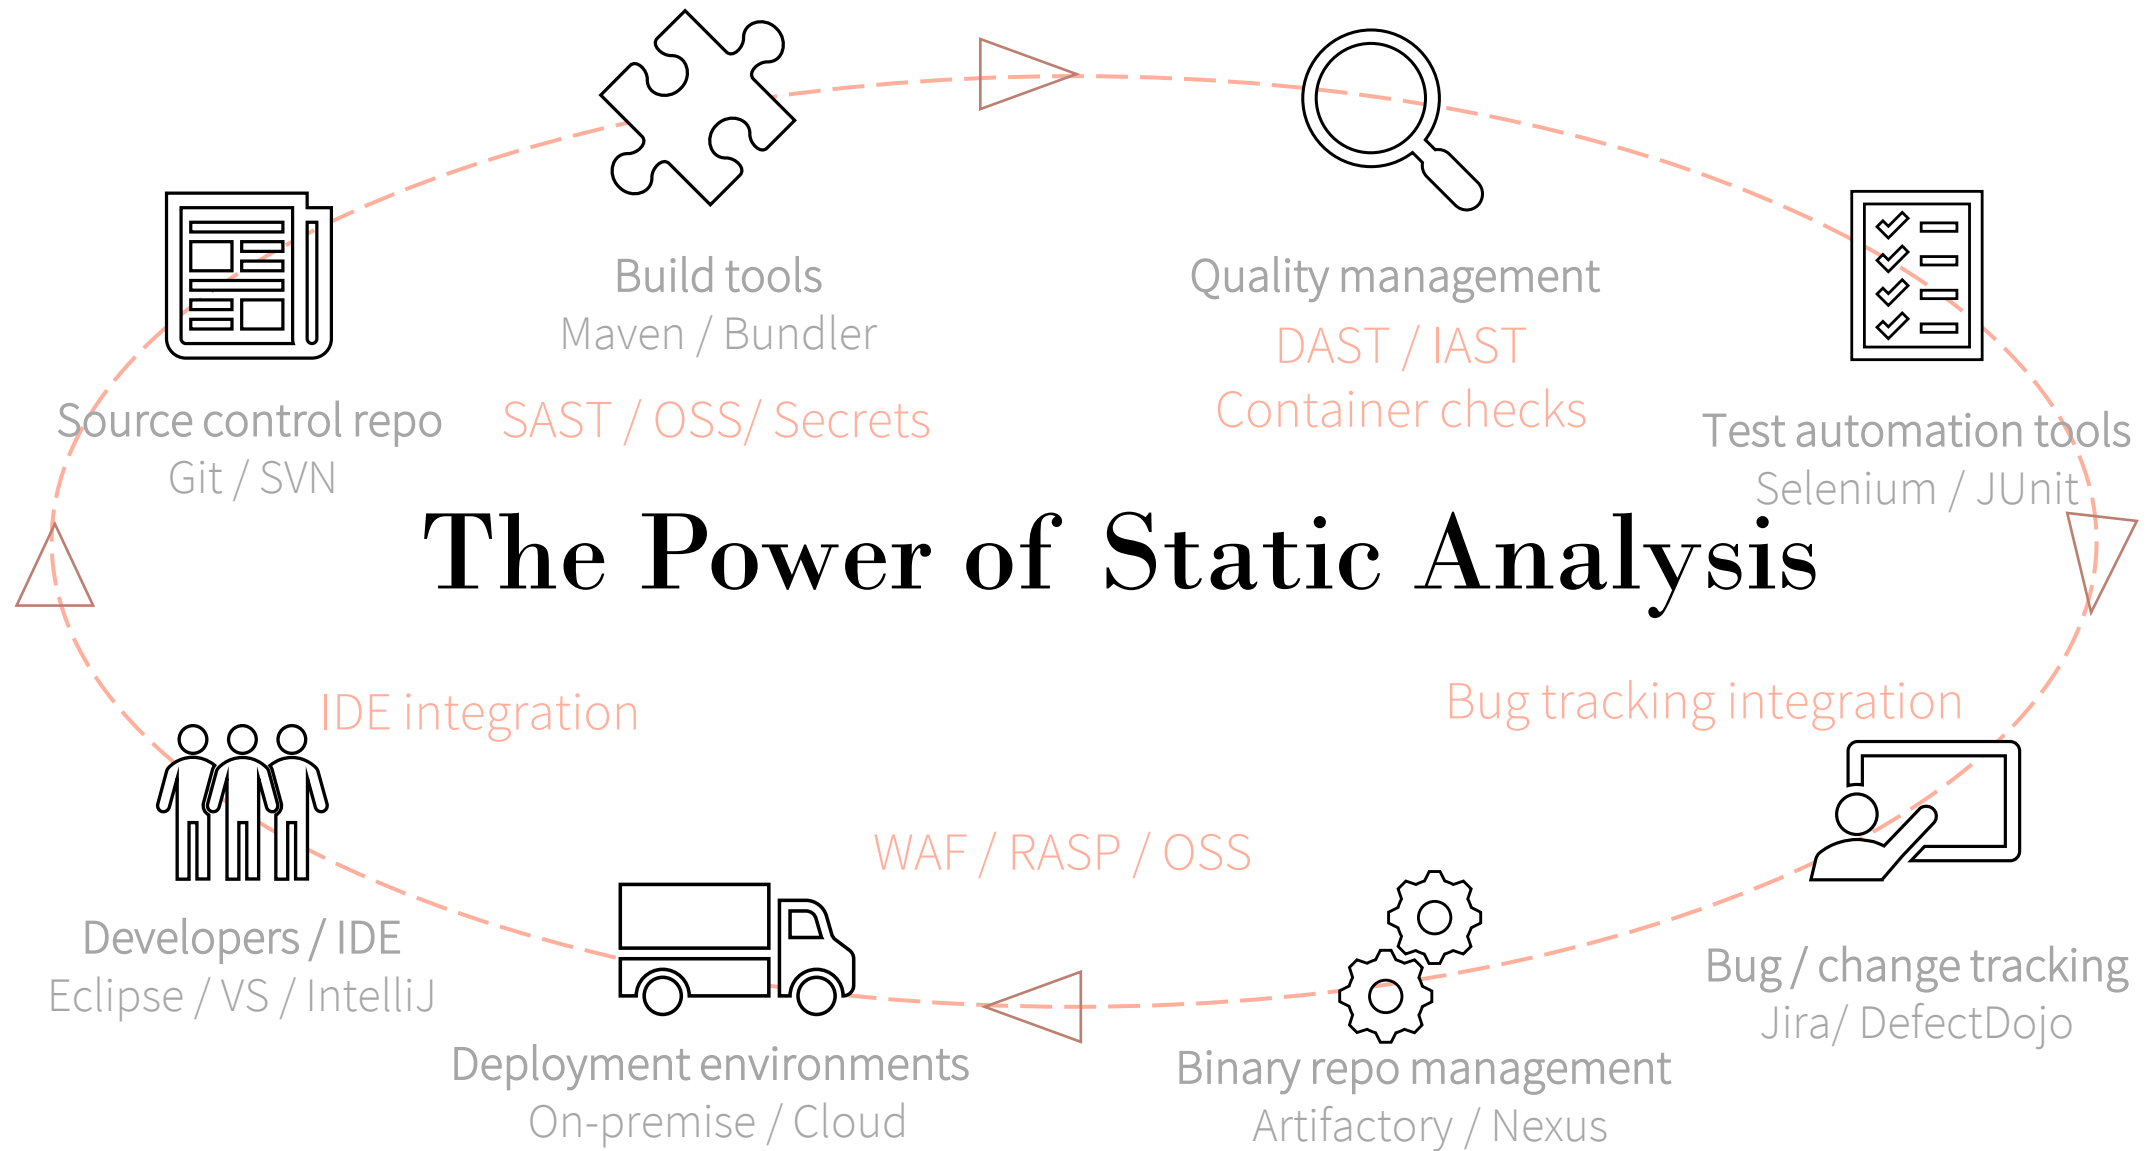 Build tools
Maven / Bundler
SAST / OSS/ Secrets
Quality management
DAST / IAST
Container checks
Source control repo
Git / SVN
Test automation tools
Selenium / JUnit
The Power of Static Analysis
IDE integration
Bug tracking integration
WAF / RASP / OSS
Developers / IDE
Eclipse / VS / IntelliJ
Deployment environments
On-premise / Cloud
Binary repo management
Artifactory / Nexus
Bug / change tracking
Jira/ DefectDojo